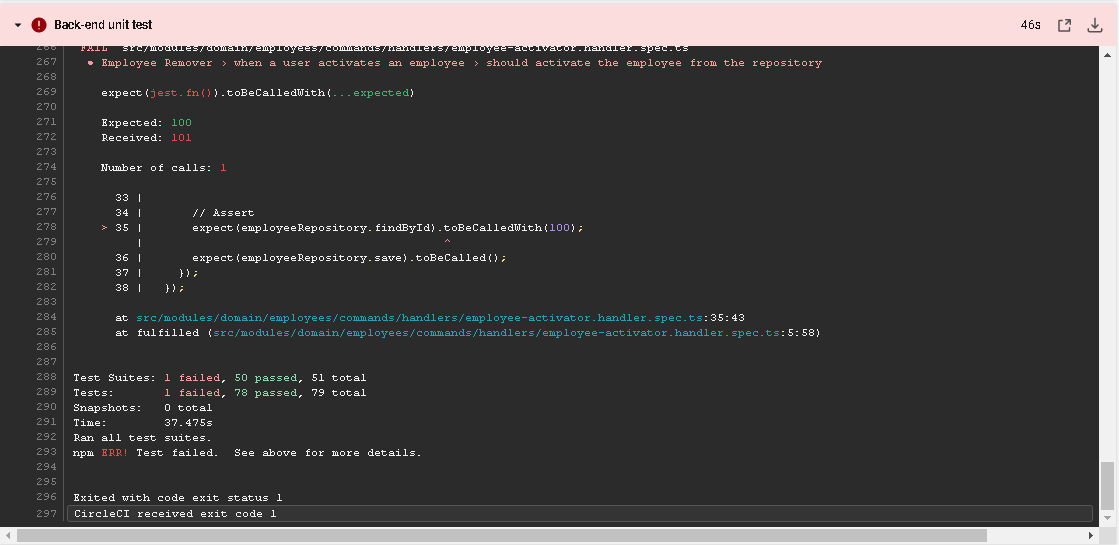 Back-end unit test 46s
266 FAIL src/modules/domain/employees/commands/handlers/employee-activator.handler.spec.ts
267 ● Employee Remover › when a user activates an employee › should activate the employee from the repository
268
269 expect(jest.fn()).toBeCalledWith(...expected)
270
271 Expected: 100
272 Received: 101
273
274 Number of calls: 1
275
276 33 |
277 34 | // Assert
278 > 35 | expect(employeeRepository.findById).toBeCalledWith(100);
279 | ^
280 36 | expect(employeeRepository.save).toBeCalled();
281 37 | });
282 38 | });
283
284 at src/modules/domain/employees/commands/handlers/employee-activator.handler.spec.ts:35:43
285 at fulfilled (src/modules/domain/employees/commands/handlers/employee-activator.handler.spec.ts:5:58)
286
287
288 Test Suites: 1 failed, 50 passed, 51 total
289 Tests: 1 failed, 78 passed, 79 total
290 Snapshots: 0 total
291 Time: 37.475s
292 Ran all test suites.
293 npm ERR! Test failed. See above for more details.
294
295
296 Exited with code exit status 1
297 CircleCI received exit code 1